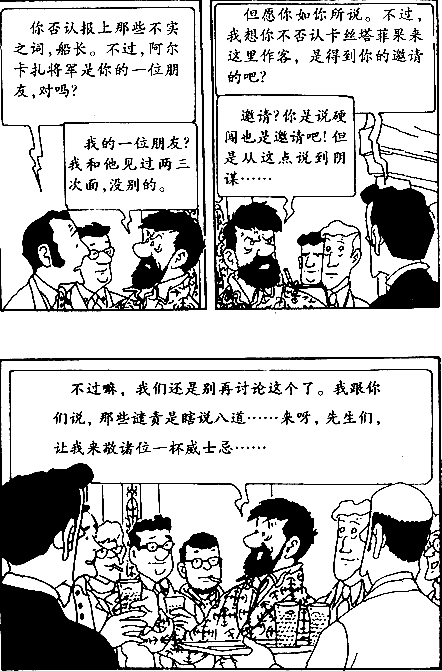 你否认报上那些不实
之词，船长。不过，阿尔
卡扎将军是你的一位朋
友，对吗？
我的一位朋友？
我和他见过两三
次面，没别的。
但愿你如你所说。不过，
我想你不否认卡丝塔菲果来
这里作客，是得到你的邀请
的吧？
邀请？你是说硬
闯也是邀请吧！但
是从这点说到阴
谋……
不过嘛，我们还是别再讨论这个了。我跟你
们说，那些谴责是瞎说八道……来呀，先生们，
让我来敬诸位一杯威士忌……